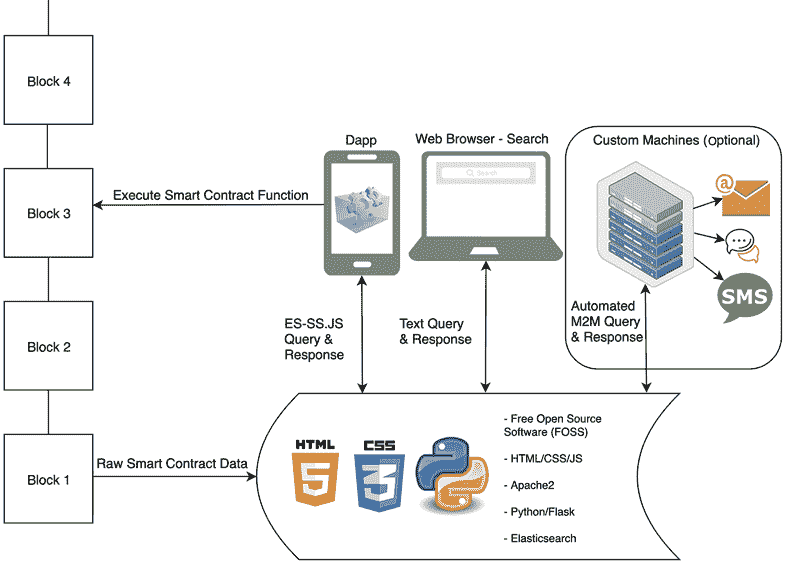 Block 4
Block 3
Block 2
Block 1
Execute Smart Contract Function
Raw Smart Contract Data
Dapp
Web Browser - Search
Search
Custom Machines (Optional)
@
SMS
ES-SS.JS
Query &
Response
Text Query
& Response
Automated
M2M Query
& Response
HTML
5
CSS
3
- Free Open Source
Software (FOSS)
- HTML/CSS/JS
- Apache2
- Python/Flask
- Elasticsearch